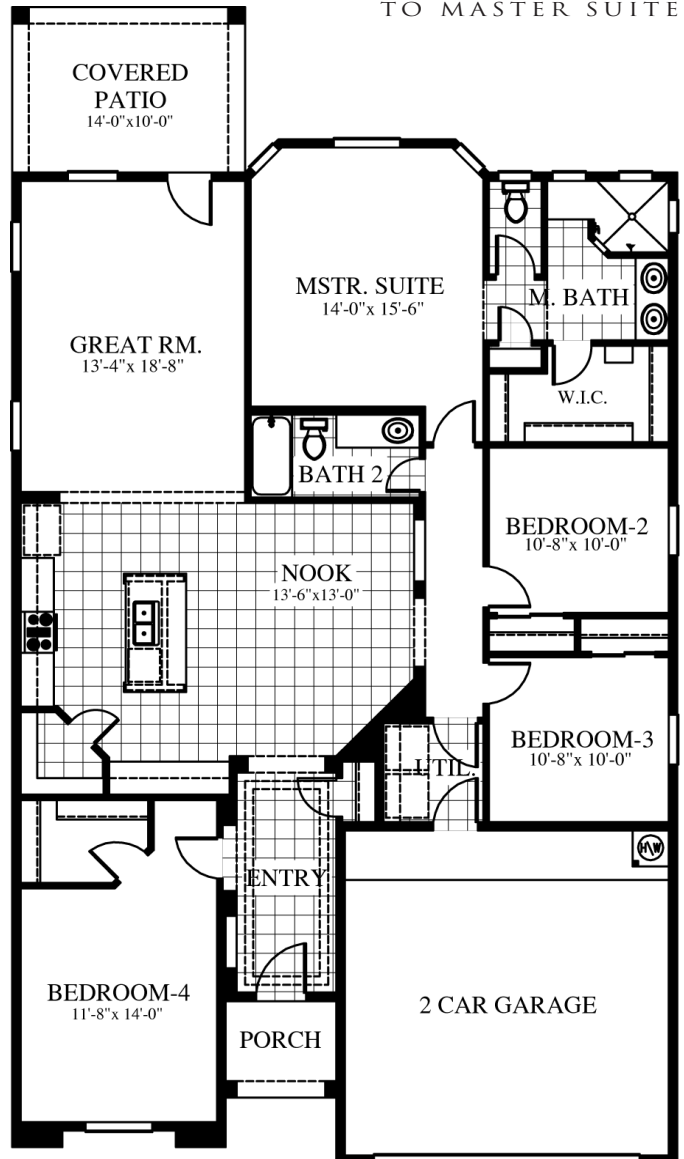 TO MASTER SUITE
COVERED
PATIO
14'-0"x10'-0"
MSTR. SUITE
14'-0"x 15'-6"
M. BATH
GREAT RM.
13'-4"x 18'-8"
W.I.C.
BATH 2
BEDROOM-2
10'-8"x 10'-0"
NOOK
13'-6"x13'-0"
BEDROOM-3
10'-8"x 10'-0"
UTIL.
H\W
ENTRY
BEDROOM-4
11'-8"x 14'-0"
2 CAR GARAGE
PORCH